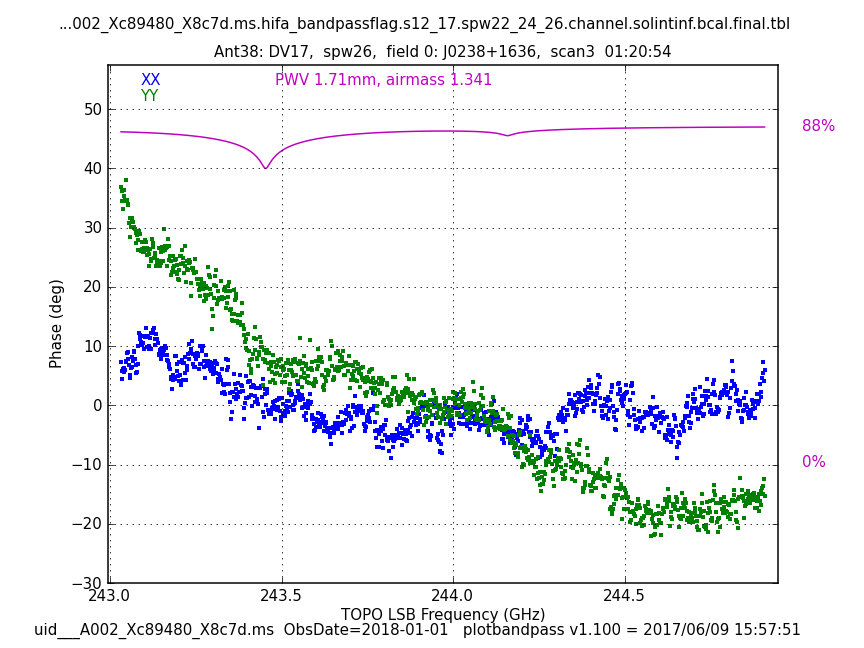 ...002_Xc89480_X8c7d.ms.hifa_bandpassflag.s12_17.spw22_24_26.channel.solintinf.bcal.final.tbl
Ant38: DV17, spw26, field 0: J0238+1636, scan3 01:20:54
XX
PWV 1.71mm, airmass 1.341
YY
88%
0%
50
40
30
20
10
0
−10
−20
−30
Phase (deg)
243.0 243.5 244.0 244.5
TOPO LSB Frequency (GHz)
uid___A002_Xc89480_X8c7d.ms ObsDate=2018-01-01 plotbandpass v1.100 = 2017/06/09 15:57:51